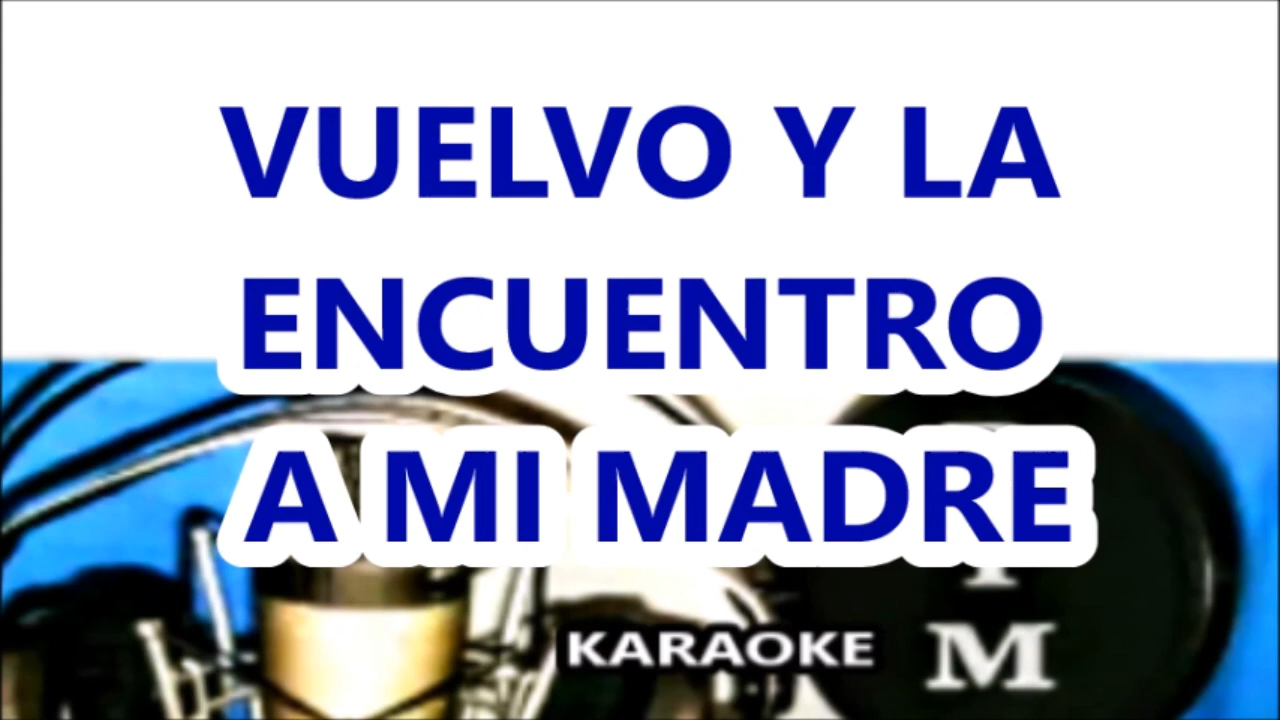 VUELVO Y LA
ENCUENTRO
A MI MADRE
KARAOKE
M